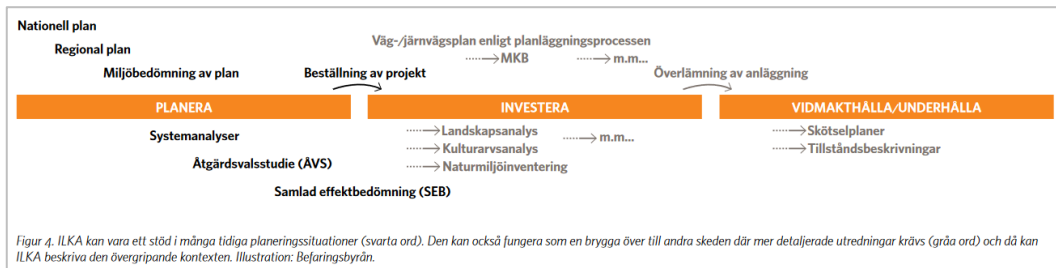 Nationell plan
Regional plan
Miljöbedömning av plan
Beställning av projekt
Väg-/järnvägsplan enligt planläggningsprocessen
MKB
m.m...
Överlämning av anläggning
PLANERA
INVESTERA
VIDMAKTHÅLLA/UNDERHÅLLA
Systemanalyser
Åtgärdsvalsstudie (ÅVS)
Samlad effektbedömning (SEB)
Landskapsanalys
Kulturarvsanalys
Naturmiljöinventering
m.m...
Skötselplaner
Tillståndsbeskrivningar
Figur 4. ILKA kan vara ett stöd i många tidiga planeringssituationer (svarta ord). Den kan också fungera som en brygga över till andra skeden där mer detaljerade utredningar krävs (gråa ord) och då kan
ILKA beskriva den övergripande kontexten. Illustration: Befaringsbyrån.